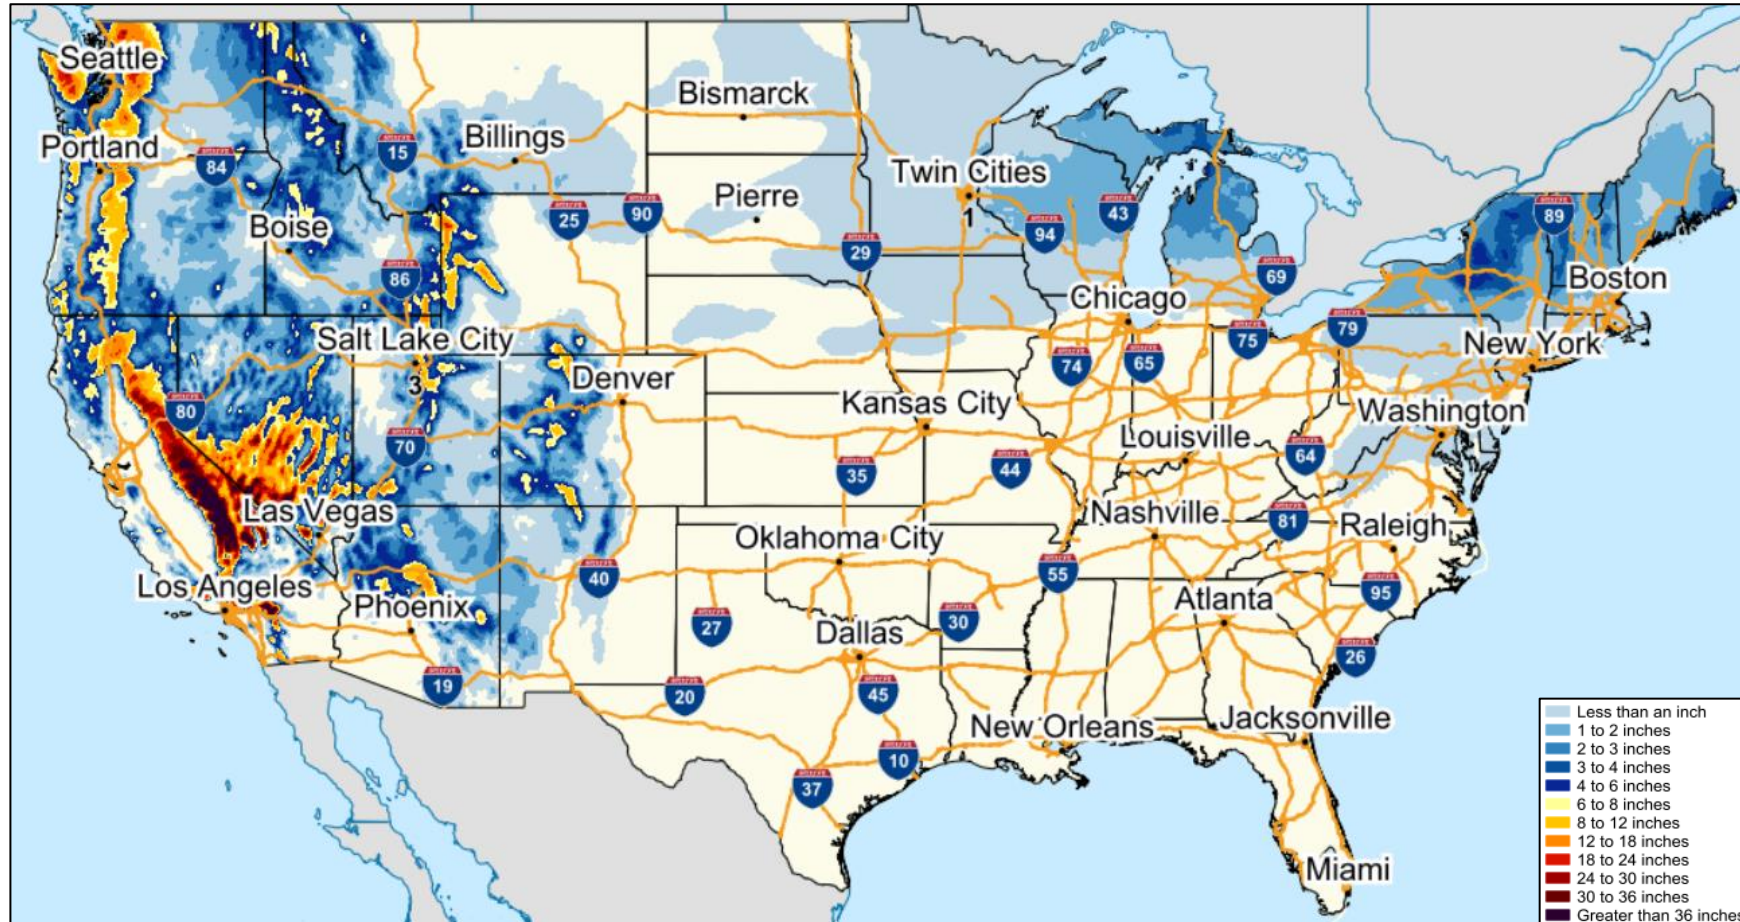 Seattle
Bismarck
Portland
Billings
15
84
Twin Cities
Pierre
Boise
25
90
1
43
94
89
29
86
69
Boston
Chicago
Salt Lake City
79
75
New York
74
65
3
Denver
80
Kansas City
Washington
70
Louisville
64
35
44
Las Vegas
Nashville
81
Raleigh
Oklahoma City
55
40
Los Angeles
Phoenix
95
Atlanta
27
30
Dallas
26
19
20
45
New Orleans
Jacksonville
10
37
Miami
Less than an inch
1 to 2 inches
2 to 3 inches
3 to 4 inches
4 to 6 inches
6 to 8 inches
8 to 12 inches
12 to 18 inches
18 to 24 inches
24 to 30 inches
30 to 36 inches
Greater than 36 inches